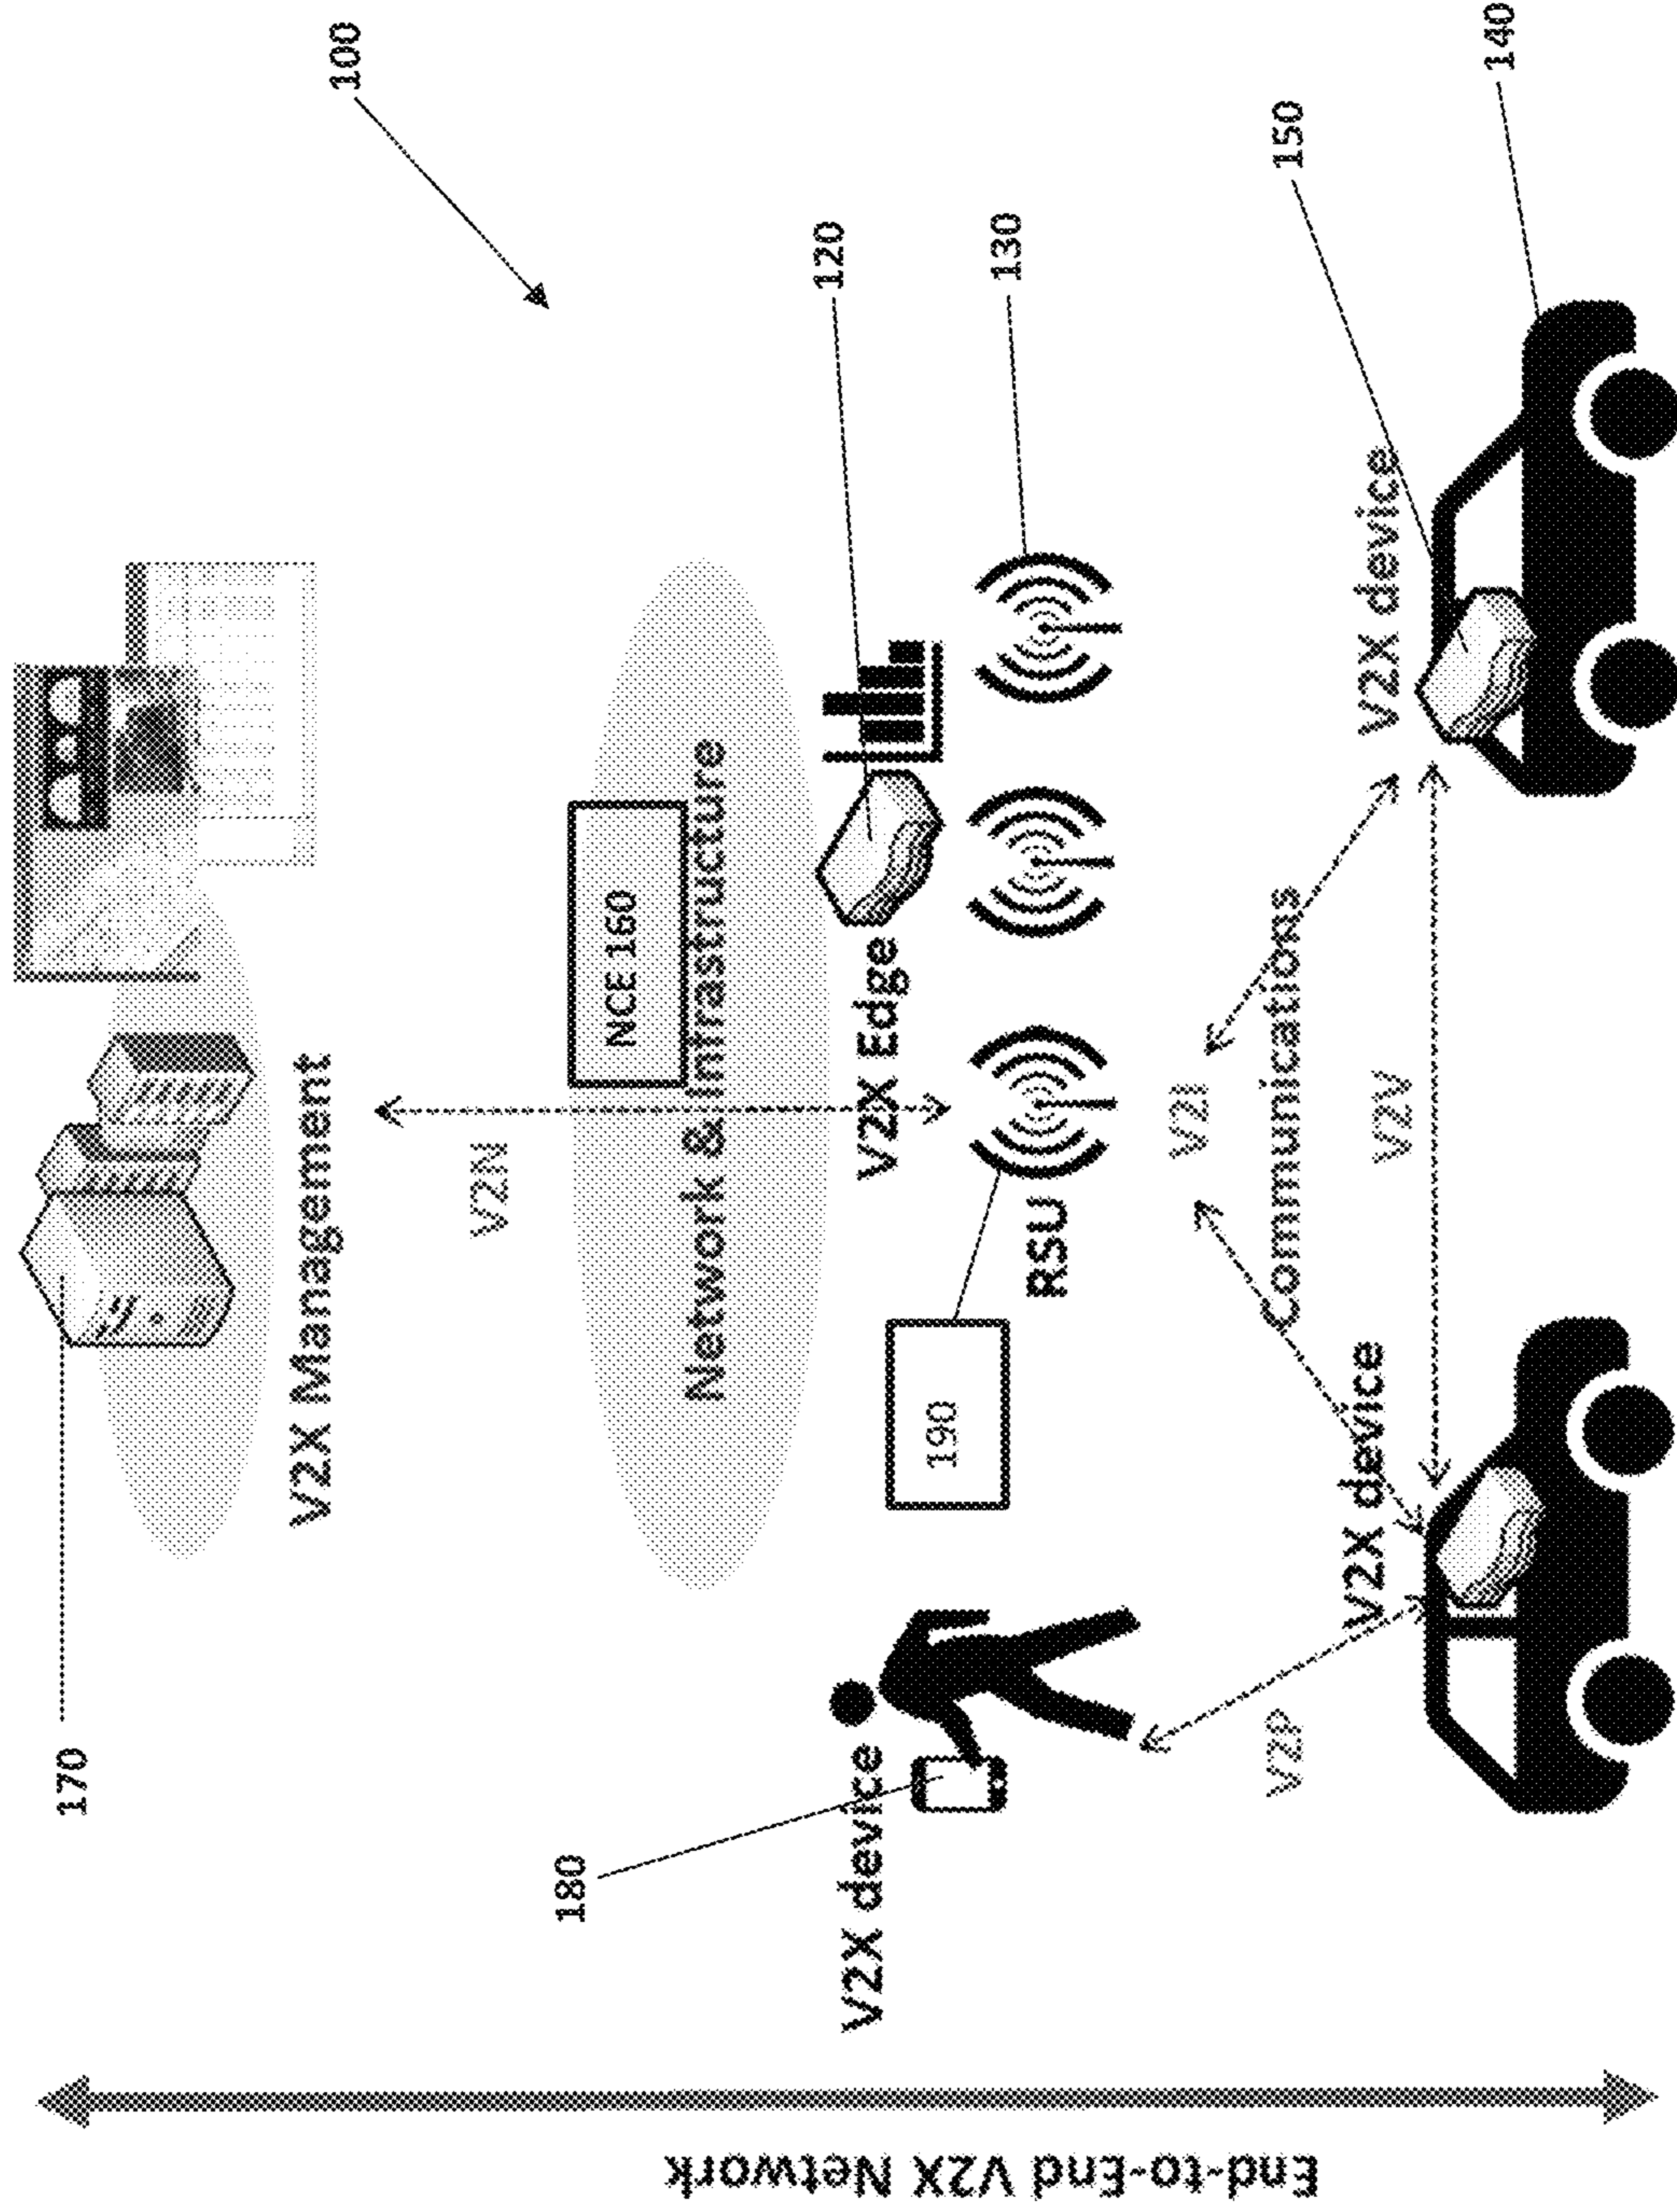 100
170
V2X Management
V2N
NCE 160
Network & Infrastructure
180
V2X device
V2X Edge
120
190
RSU
130
V2I
Communications
V2P
V2X device
V2V
V2X device
150
140
End-to-End V2X Network